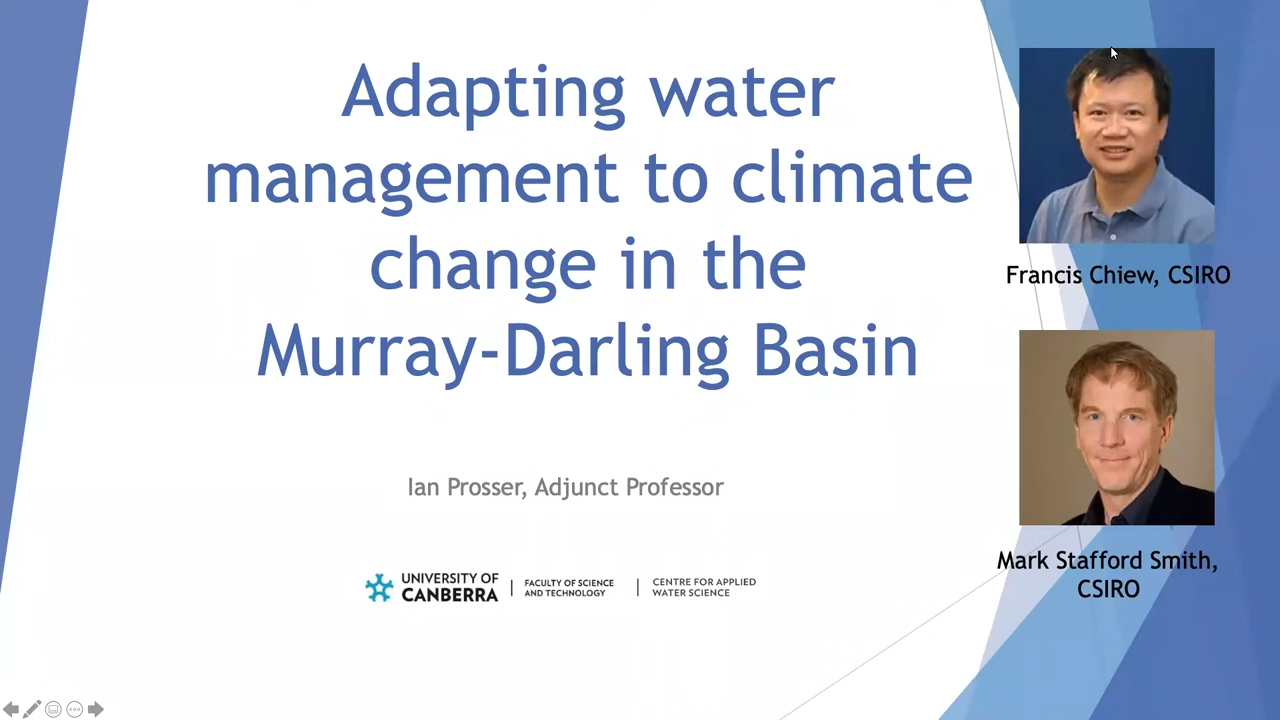 Adapting water
management to climate
change in the
Murray-Darling Basin
Ian Prosser, Adjunct Professor
UNIVERSITY OF
CANBERRA
FACULTY OF SCIENCE
AND TECHNOLOGY
CENTRE FOR APPLIED
WATER SCIENCE
Francis Chiew, CSIRO
Mark Stafford Smith,
CSIRO